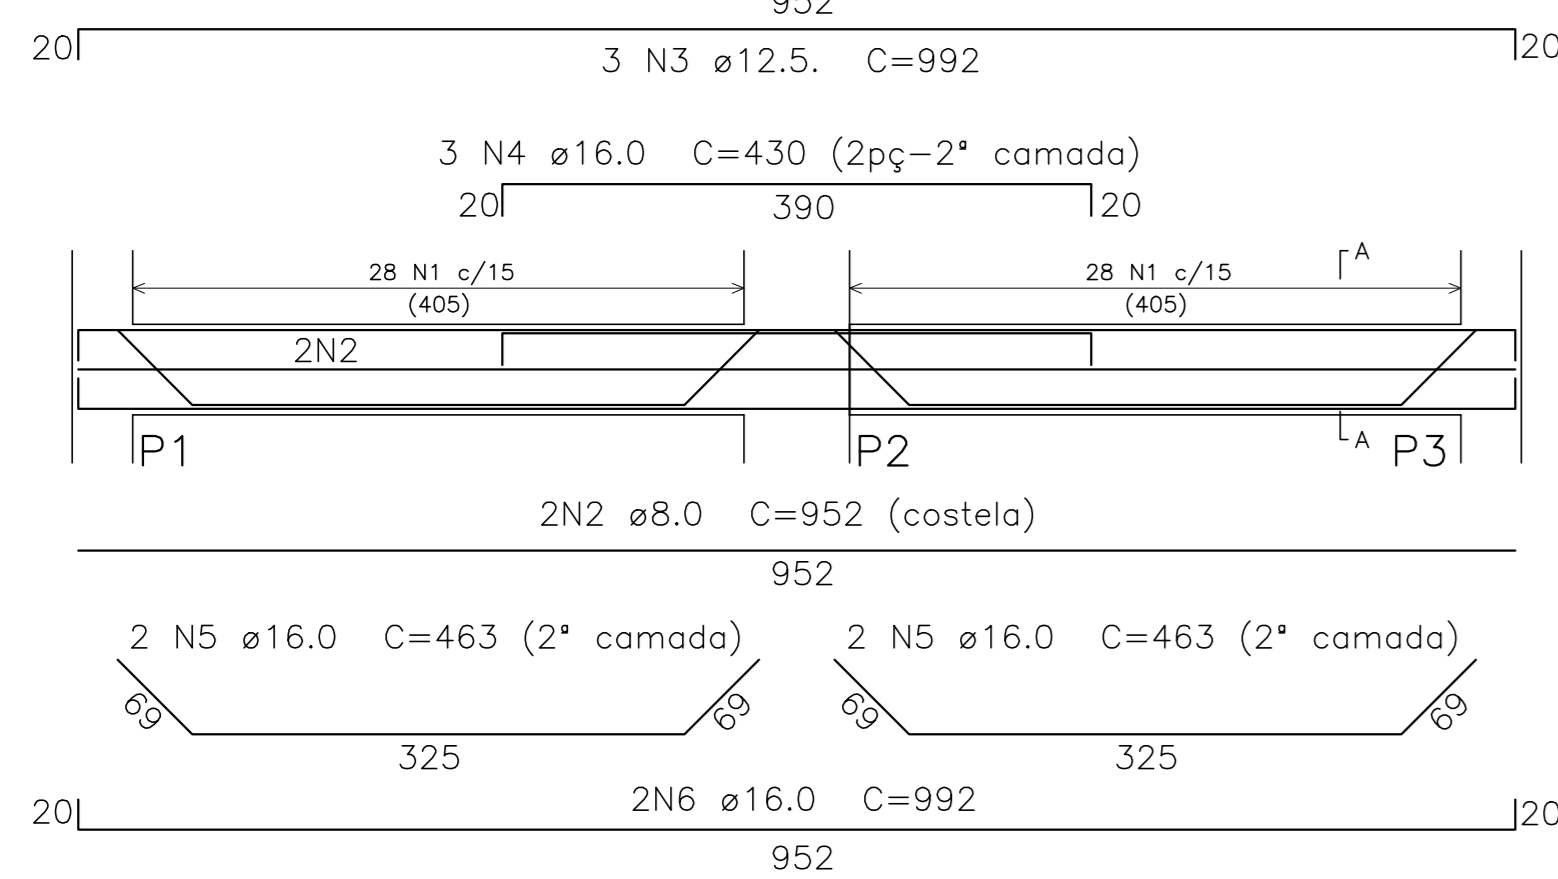 952
20
3 N3 ø12.5. C=992
20
3 N4 ø16.0 C=430 (2pç-2ª camada)
20
390
20
28 N1 c/15
(405)
28 N1 c/15
(405)
A
2N2
P1
P2
A
P3
2N2 ø8.0 C=952 (costela)
952
2 N5 ø16.0 C=463 (2ª camada)
2 N5 ø16.0 C=463 (2ª camada)
69
69
69
69
325
325
20
2N6 ø16.0 C=992
20
952